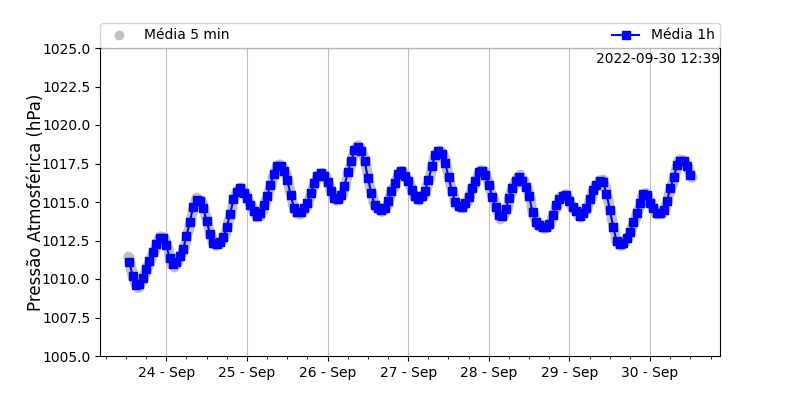 Média 5 min
Média 1h
2022-09-30 12:39
Pressão Atmosférica (hPa)
1025.0
1022.5
1020.0
1017.5
1015.0
1012.5
1010.0
1007.5
1005.0
24 - Sep
25 - Sep
26 - Sep
27 - Sep
28 - Sep
29 - Sep
30 - Sep